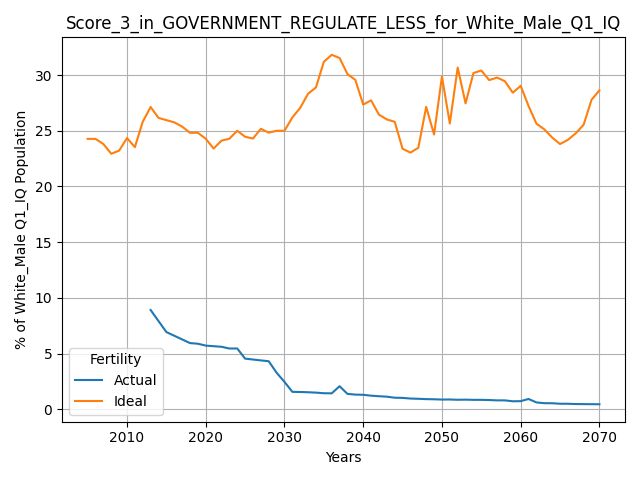 Score_3_in_GOVERNMENT_REGULATE_LESS_for_White_Male_Q1_IQ
% of White_Male Q1_IQ Population
30
25
20
15
10
5
0
Fertility
Actual
Ideal
2010 2020 2030 2040 2050 2060 2070
Years